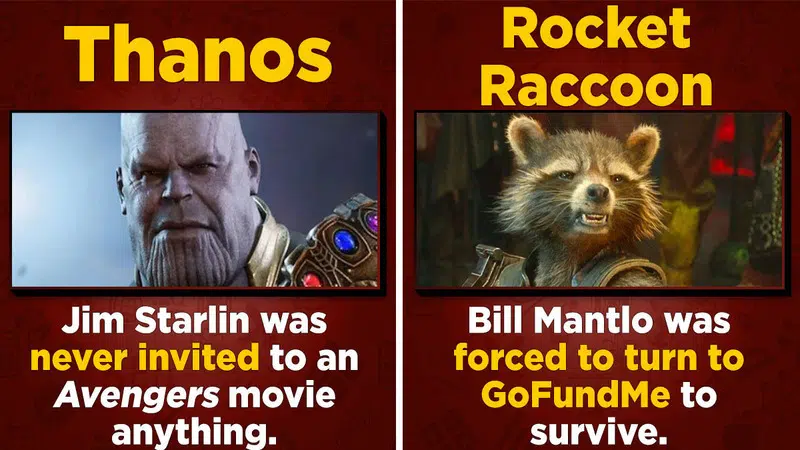 Thanos
Jim Starlin was
never invited to an
Avengers movie
anything.
Rocket
Raccoon
Bill Mantlo was
forced to turn to
GoFundMe to
survive.